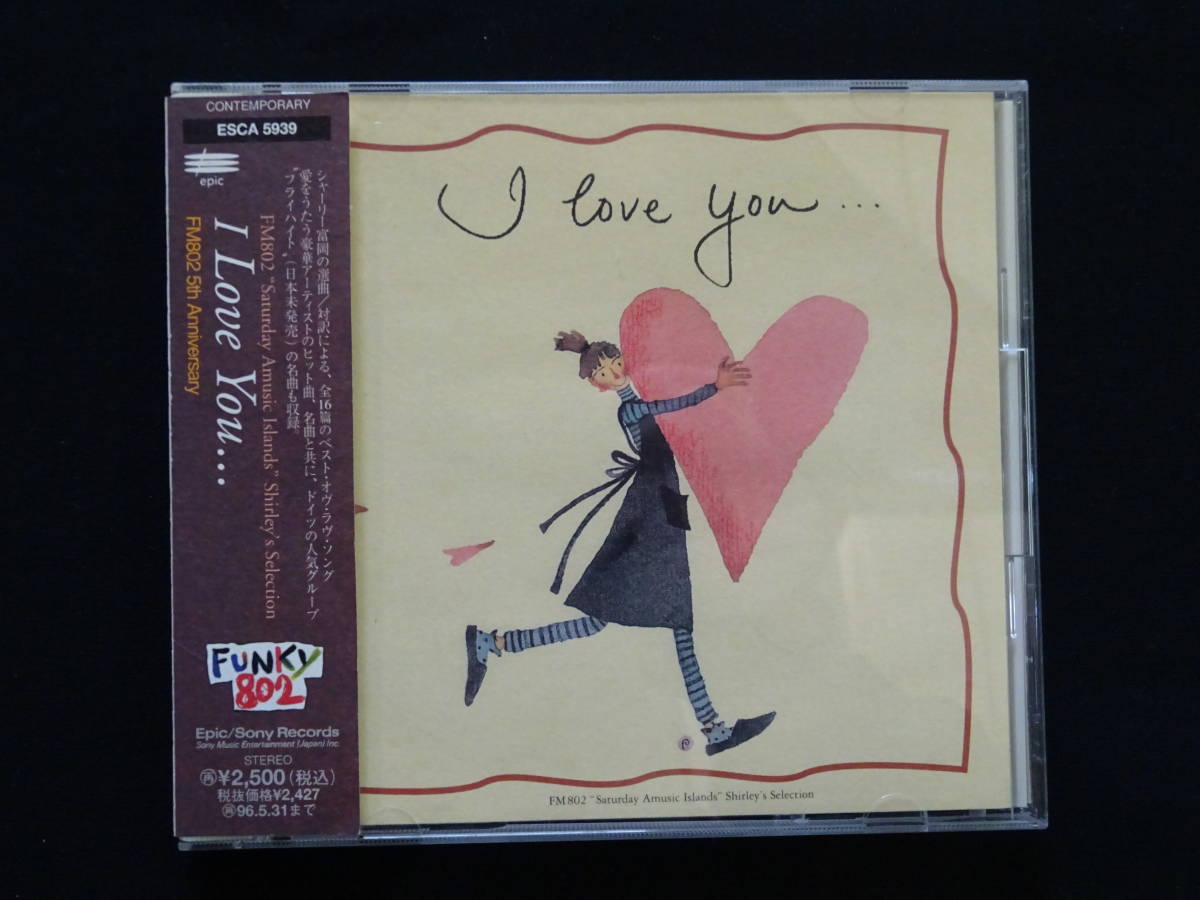 CONTEMPORARY
ESCA 5939
epic
シャーリー富岡の選曲/対訳による、全16篇のベスト・オヴ・ラヴ・ソング
愛をうたう豪華アーティストのヒット曲、名曲と共に、ドイツの人気グループ
"フライハイト"(日本未発売)の名曲も収録。
FM802 "Saturday Amusic Islands" Shirley's Selection
I Love You...
FM802 5th Anniversary
FUNKY
802
Epic/Sony Records
Sony Music Entertainment (Japan) Inc.
STEREO
再¥2,500(税込)
税抜価格¥2,427
再96.5.31まで
I love you...
FM802 "Saturday Amusic Islands" Shirley's Selection